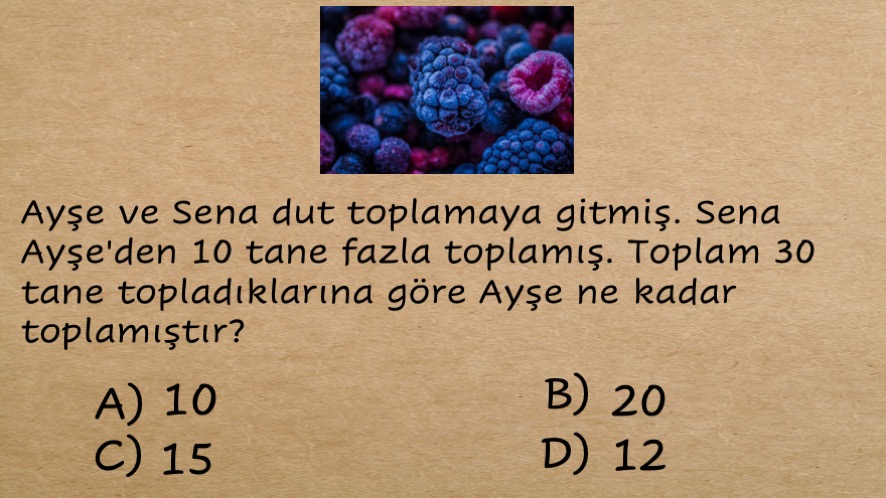 Ayşe ve Sena dut toplamaya gitmiş. Sena
Ayşe'den 10 tane fazla toplamış. Toplam 30
tane topladıklarına göre Ayşe ne kadar
toplamıştır?
A) 10
B) 20
C) 15
D) 12